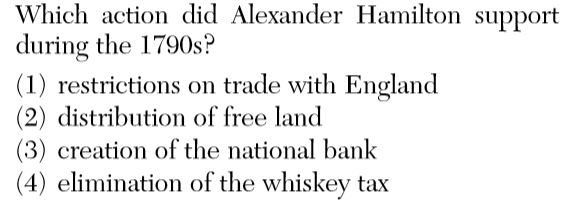 Which action did Alexander Hamilton support
during the 1790s?
(1) restrictions on trade with England
(2) distribution of free land
(3) creation of the national bank
(4) elimination of the whiskey tax